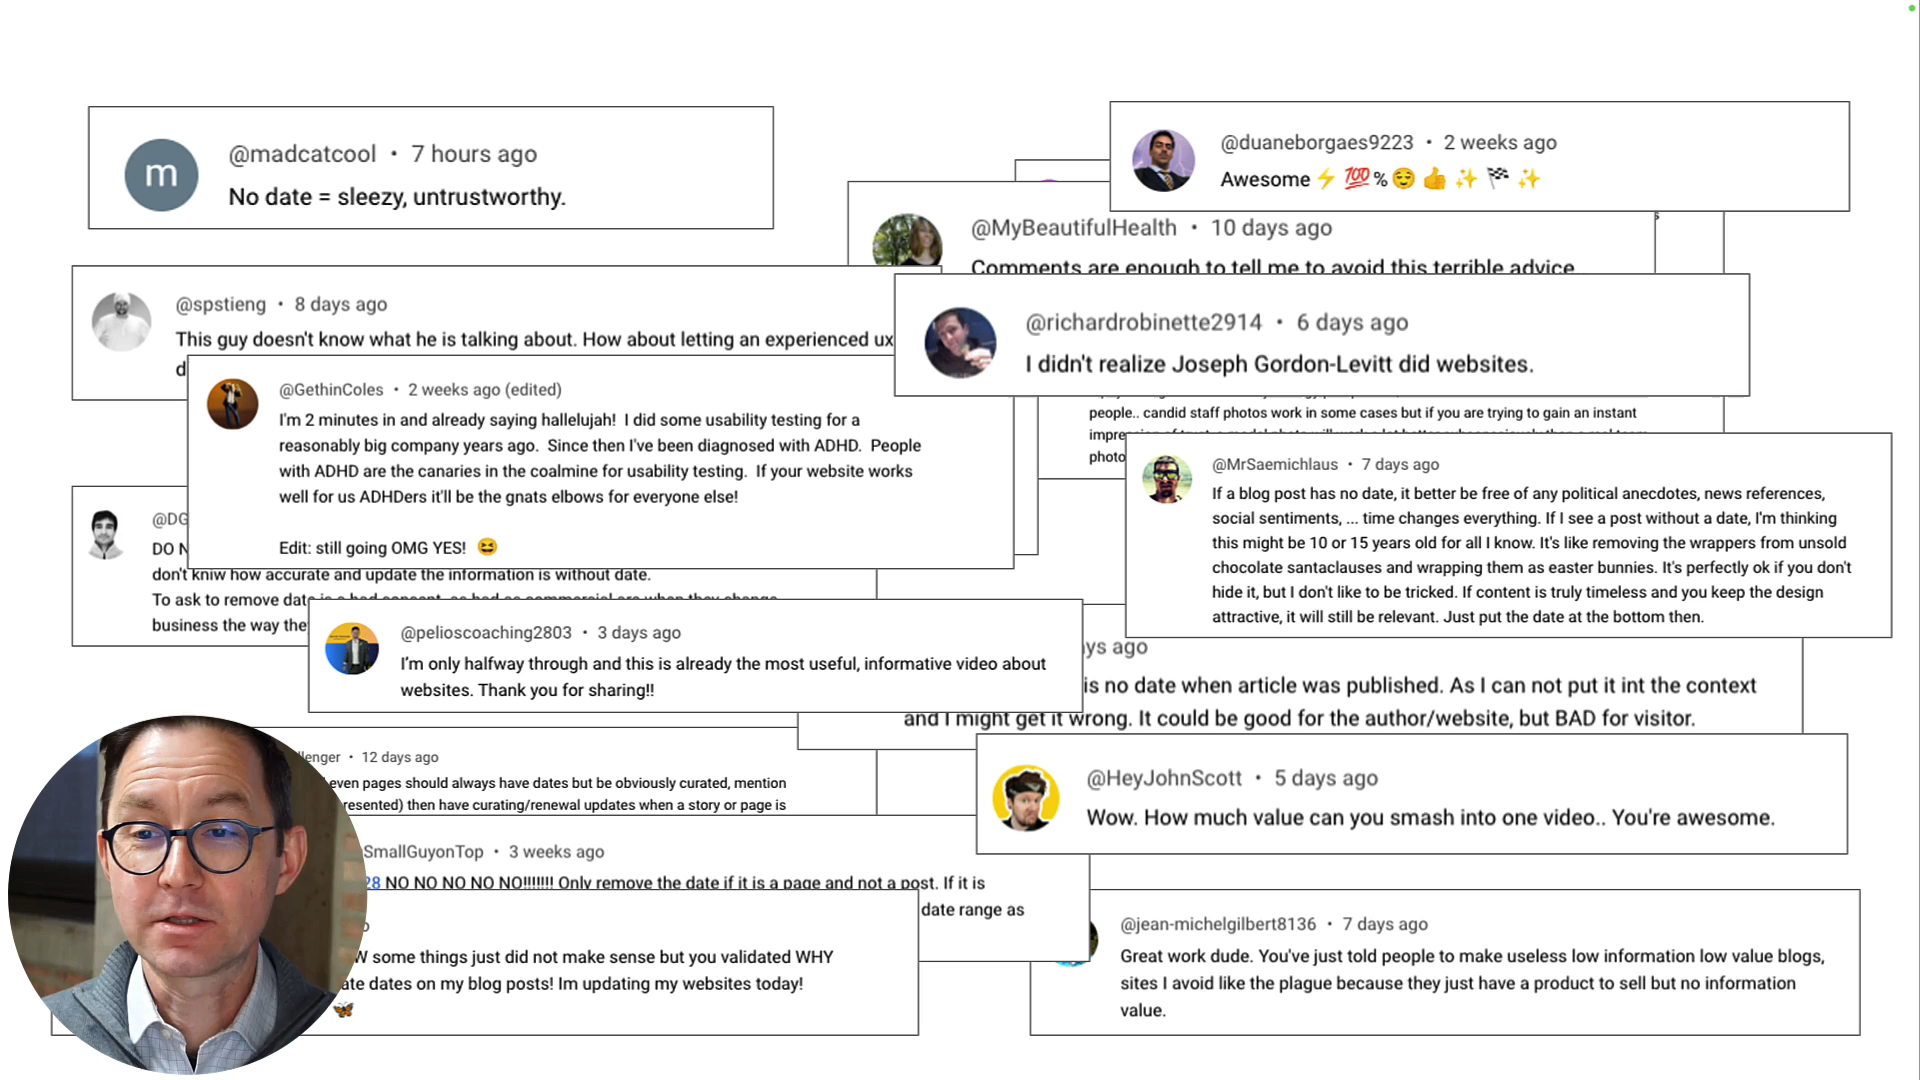 @madcatcool • 7 hours ago
No date = sleezy, untrustworthy.
@duaneborgaes9223 • 2 weeks ago
Awesome ⚡ 💯 % 😌 👍 ✨ 🏁 ✨
@MyBeautifulHealth • 10 days ago
Comments are enough to tell me to avoid this terrible advice
@spstieng • 8 days ago
This guy doesn't know what he is talking about. How about letting an experienced ux
d
@richardrobinette2914 • 6 days ago
I didn't realize Joseph Gordon-Levitt did websites.
@GethinColes • 2 weeks ago (edited)
I'm 2 minutes in and already saying hallelujah! I did some usability testing for a
reasonably big company years ago. Since then I've been diagnosed with ADHD. People
with ADHD are the canaries in the coalmine for usability testing. If your website works
well for us ADHDers it'll be the gnats elbows for everyone else!
Edit: still going OMG YES! 😆
people.. candid staff photos work in some cases but if you are trying to gain an instant
photo
@MrSaemichlaus • 7 days ago
If a blog post has no date, it better be free of any political anecdotes, news references,
social sentiments, ... time changes everything. If I see a post without a date, I'm thinking
this might be 10 or 15 years old for all I know. It's like removing the wrappers from unsold
chocolate santaclauses and wrapping them as easter bunnies. It's perfectly ok if you don't
hide it, but I don't like to be tricked. If content is truly timeless and you keep the design
attractive, it will still be relevant. Just put the date at the bottom then.
@DG
DO N
don't kniw how accurate and update the information is without date.
To ask to remove date is a bad concept, as bad as commercial are when they change
business the way the
@pelioscoaching2803 • 3 days ago
I'm only halfway through and this is already the most useful, informative video about
websites. Thank you for sharing!!
ys ago
is no date when article was published. As I can not put it int the context
and I might get it wrong. It could be good for the author/website, but BAD for visitor.
llenger • 12 days ago
even pages should always have dates but be obviously curated, mention
resented) then have curating/renewal updates when a story or page is
@HeyJohnScott • 5 days ago
Wow. How much value can you smash into one video.. You're awesome.
SmallGuyonTop • 3 weeks ago
28 NO NO NO NO NO!!!!!!! Only remove the date if it is a page and not a post. If it is
date range as
o
W some things just did not make sense but you validated WHY
ate dates on my blog posts! Im updating my websites today!
🦋
@jean-michelgilbert8136 • 7 days ago
Great work dude. You've just told people to make useless low information low value blogs,
sites I avoid like the plague because they just have a product to sell but no information
value.
m